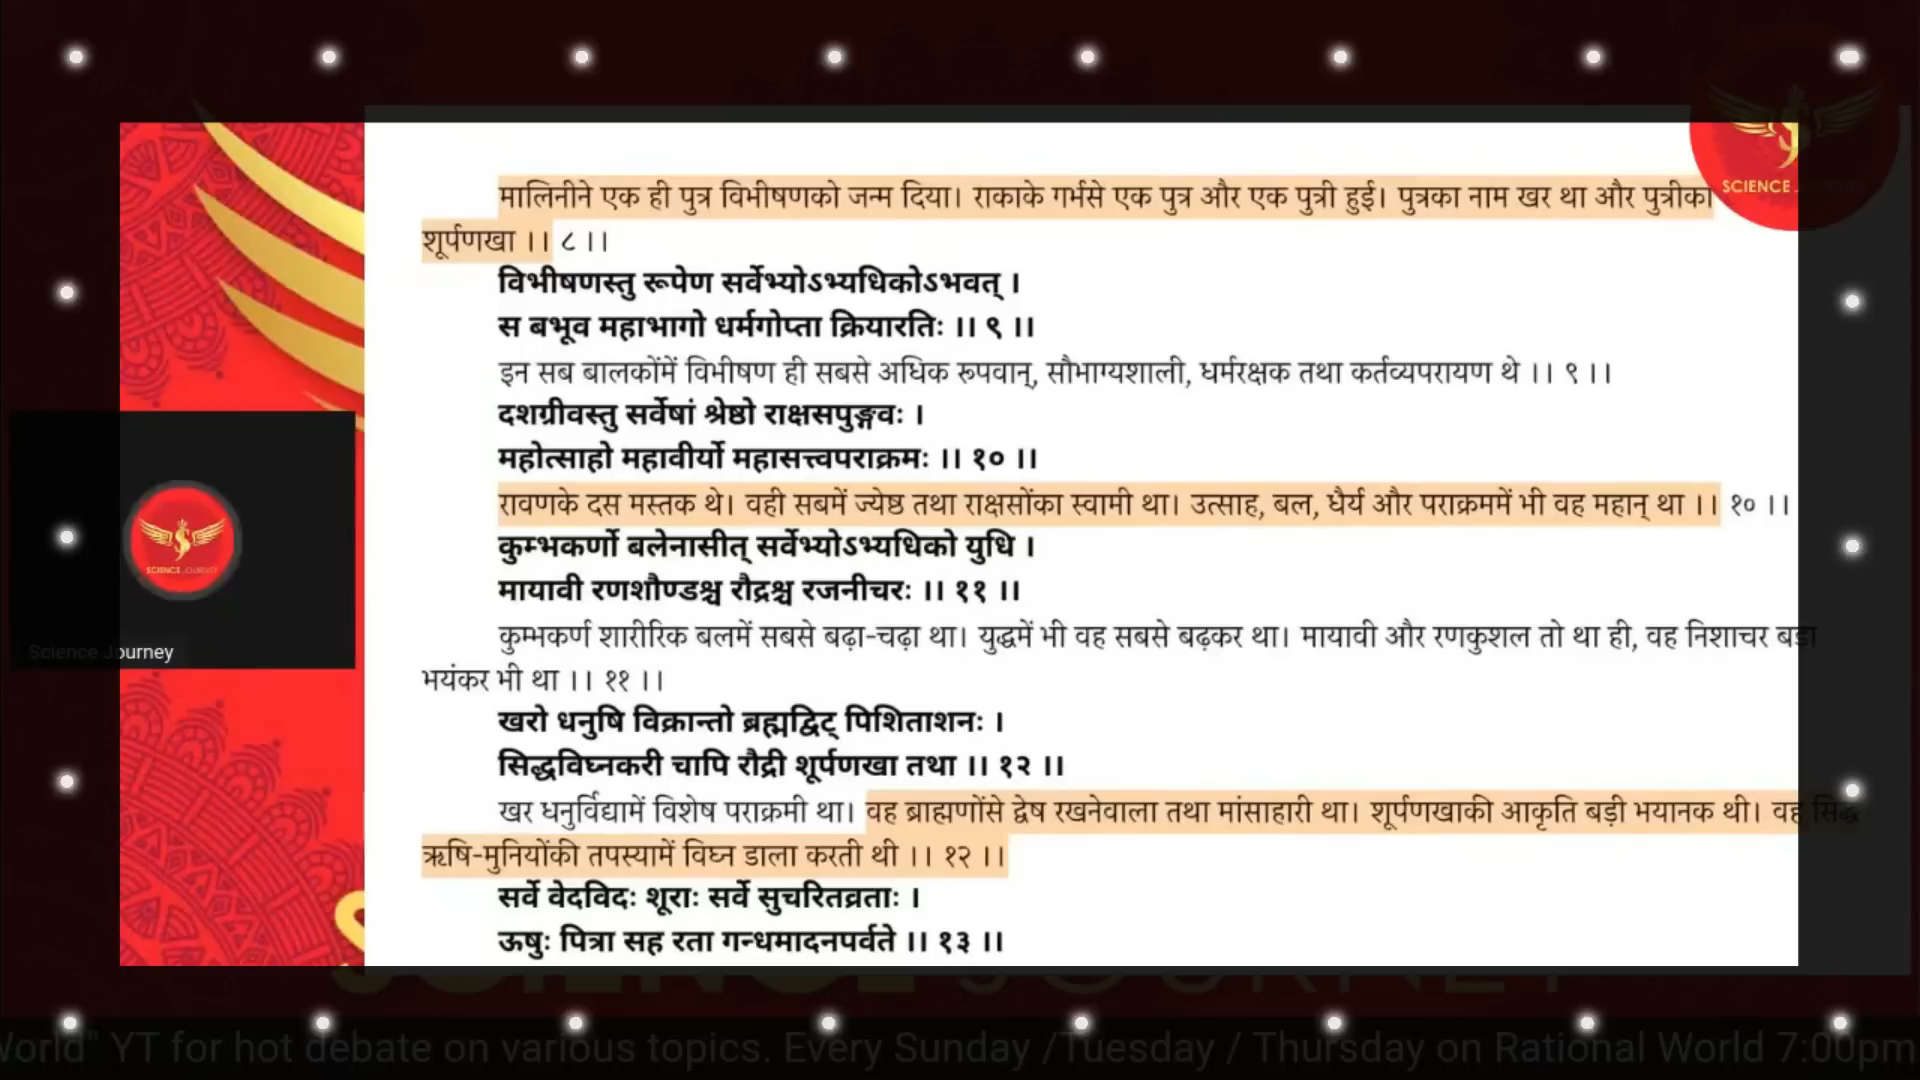 मालिनीने एक ही पुत्र विभीषणको जन्म दिया। राकाके गर्भसे एक पुत्र और एक पुत्री हुई। पुत्रका नाम खर था और पुत्रीका
शूर्पणखा ।। ८ ।।
विभीषणस्तु रूपेण सर्वेभ्योऽभ्यधिकोऽभवत् ।
स बभूव महाभागो धर्मगोप्ता क्रियारतिः ।। ९ ।।
इन सब बालकोंमें विभीषण ही सबसे अधिक रूपवान्, सौभाग्यशाली, धर्मरक्षक तथा कर्तव्यपरायण थे ।। ९ ।।
दशग्रीवस्तु सर्वेषां श्रेष्ठो राक्षसपुङ्गवः ।
महोत्साहो महावीर्यो महासत्त्वपराक्रमः ।। १० ।।
रावणके दस मस्तक थे। वही सबमें ज्येष्ठ तथा राक्षसोंका स्वामी था। उत्साह, बल, धैर्य और पराक्रममें भी वह महान् था ।। १० ।।
कुम्भकर्णो बलेनासीत् सर्वेभ्योऽभ्यधिको युधि ।
मायावी रणशौण्डश्च रौद्रश्च रजनीचरः ।। ११ ।।
कुम्भकर्ण शारीरिक बलमें सबसे बढ़ा-चढ़ा था। युद्धमें भी वह सबसे बढ़कर था। मायावी और रणकुशल तो था ही, वह निशाचर बड़ा
भयंकर भी था ।। ११ ।।
खरो धनुषि विक्रान्तो ब्रह्मद्विट् पिशिताशनः ।
सिद्धविघ्नकरी चापि रौद्री शूर्पणखा तथा ।। १२ ।।
खर धनुर्विद्यामें विशेष पराक्रमी था। वह ब्राह्मणोंसे द्वेष रखनेवाला तथा मांसाहारी था। शूर्पणखाकी आकृति बड़ी भयानक थी। वह सिद्ध
ऋषि-मुनियोंकी तपस्यामें विघ्न डाला करती थी ।। १२ ।।
सर्वे वेदविदः शूराः सर्वे सुचरितव्रताः ।
ऊषुः पित्रा सह रता गन्धमादनपर्वते ।। १३ ।।
SCIENCE JOURNEY
SCIENCE JOURNEY
Science Journey
SCIENCE JOURNEY
World" YT for hot debate on various topics. Every Sunday /Tuesday / Thursday on Rational World 7:00pm